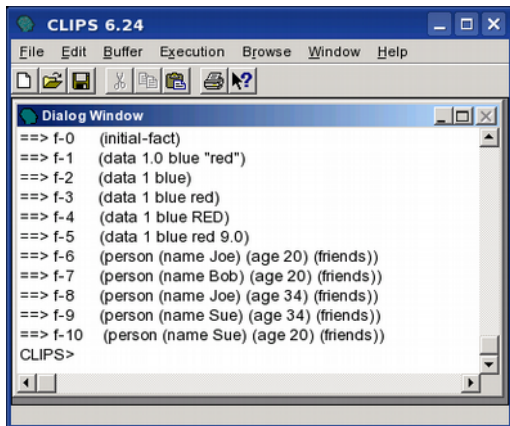 CLIPS 6.24
File Edit Buffer Execution Browse Window Help
Dialog Window
==> f-0 (initial-fact)
==> f-1 (data 1.0 blue "red")
==> f-2 (data 1 blue)
==> f-3 (data 1 blue red)
==> f-4 (data 1 blue RED)
==> f-5 (data 1 blue red 9.0)
==> f-6 (person (name Joe) (age 20) (friends))
==> f-7 (person (name Bob) (age 20) (friends))
==> f-8 (person (name Joe) (age 34) (friends))
==> f-9 (person (name Sue) (age 34) (friends))
==> f-10 (person (name Sue) (age 20) (friends))
CLIPS>